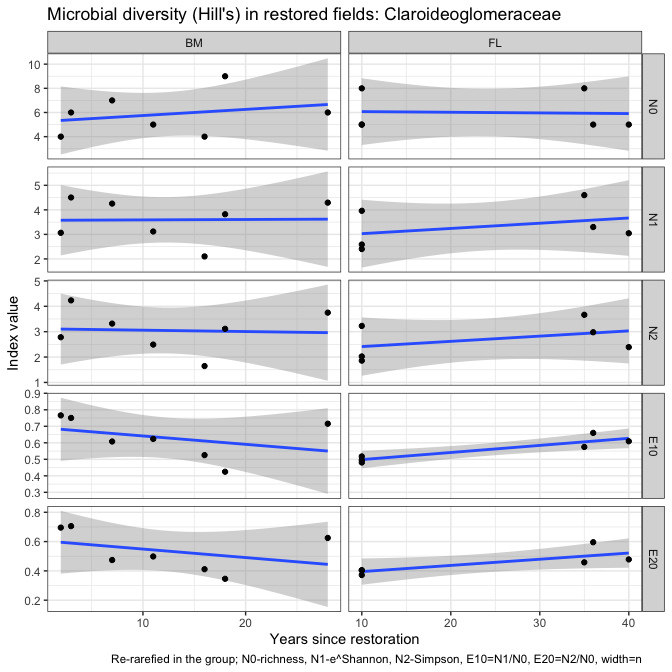 Microbial diversity (Hill's) in restored fields: Claroideoglomeraceae
BM
FL
10
8
6
4
N0
5
4
3
2
N1
5
4
3
2
1
N2
0.9
0.8
0.7
0.6
0.5
0.4
0.3
E10
0.8
0.6
0.4
0.2
E20
Index value
10
20
10
20
30
40
Years since restoration
Re-rarefied in the group; N0-richness, N1-e^Shannon, N2-Simpson, E10=N1/N0, E20=N2/N0, width=n